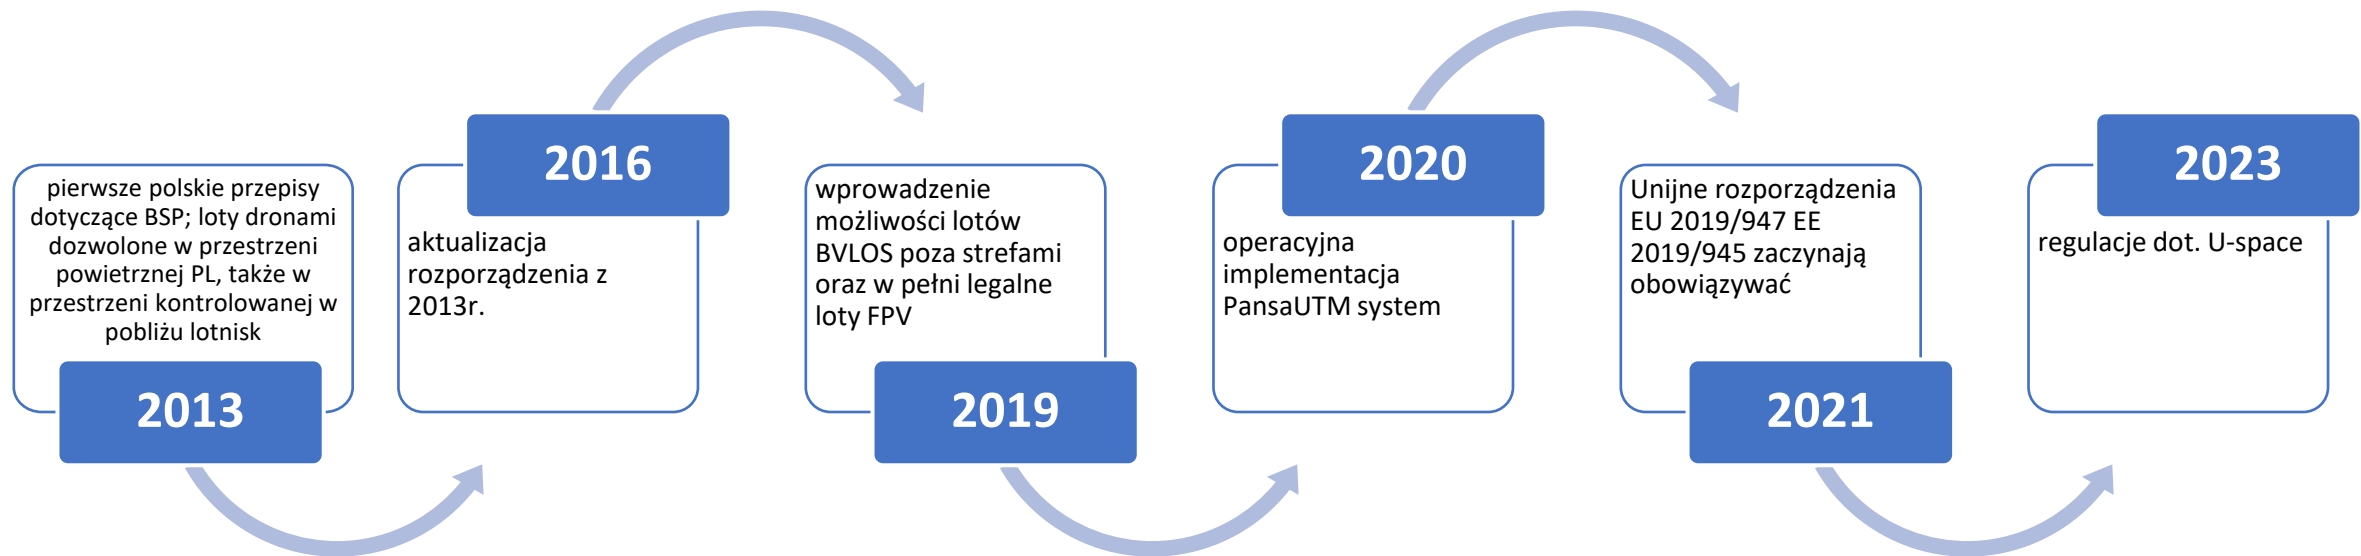 pierwsze polskie przepisy
dotyczące BSP; loty dronami
dozwolone w przestrzeni
powietrznej PL, także w
przestrzeni kontrolowanej w
pobliżu lotnisk
2013
2016
aktualizacja
rozporządzenia z
2013r.
wprowadzenie
możliwości lotów
BVLOS poza strefami
oraz w pełni legalne
loty FPV
2019
2020
operacyjna
implementacja
PansaUTM system
Unijne rozporządzenia
EU 2019/947 EE
2019/945 zaczynają
obowiązywać
2021
2023
regulacje dot. U-space